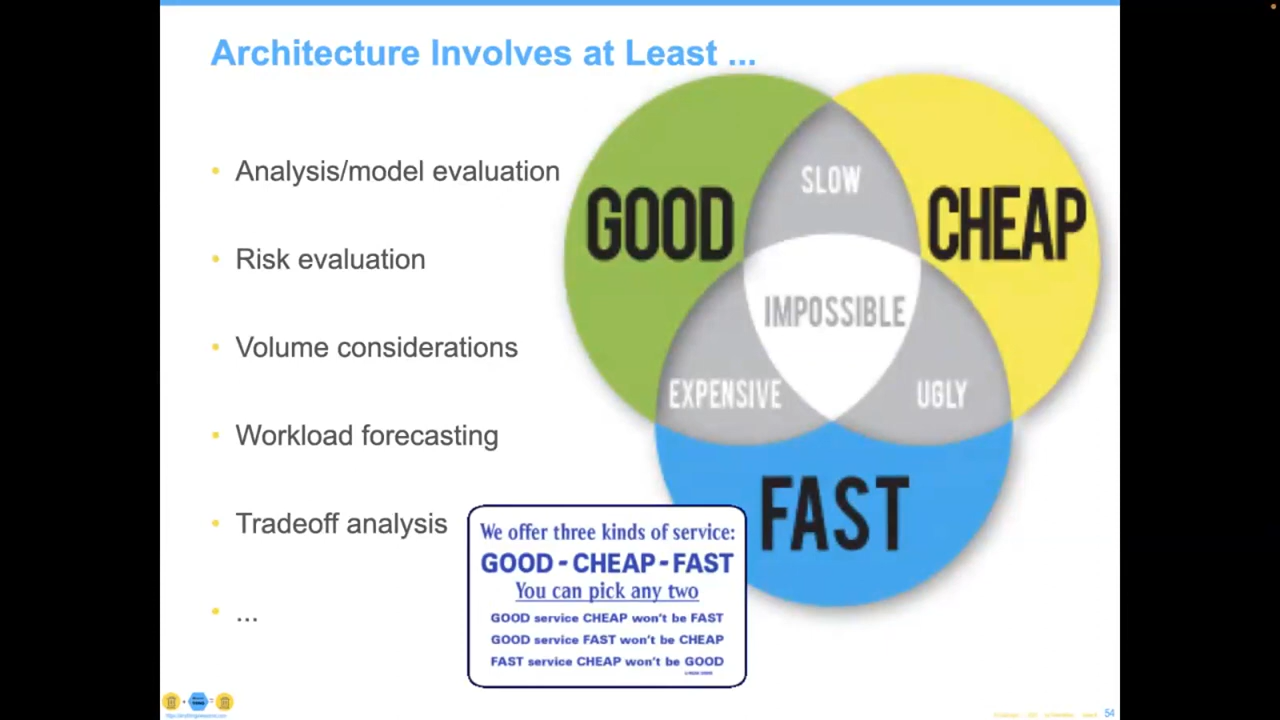 Architecture Involves at Least ...
• Analysis/model evaluation
• Risk evaluation
• Volume considerations
• Workload forecasting
• Tradeoff analysis
• ...
GOOD
CHEAP
FAST
SLOW
IMPOSSIBLE
EXPENSIVE
UGLY
We offer three kinds of service:
GOOD - CHEAP - FAST
You can pick any two
GOOD service CHEAP won't be FAST
GOOD service FAST won't be CHEAP
FAST service CHEAP won't be GOOD
54